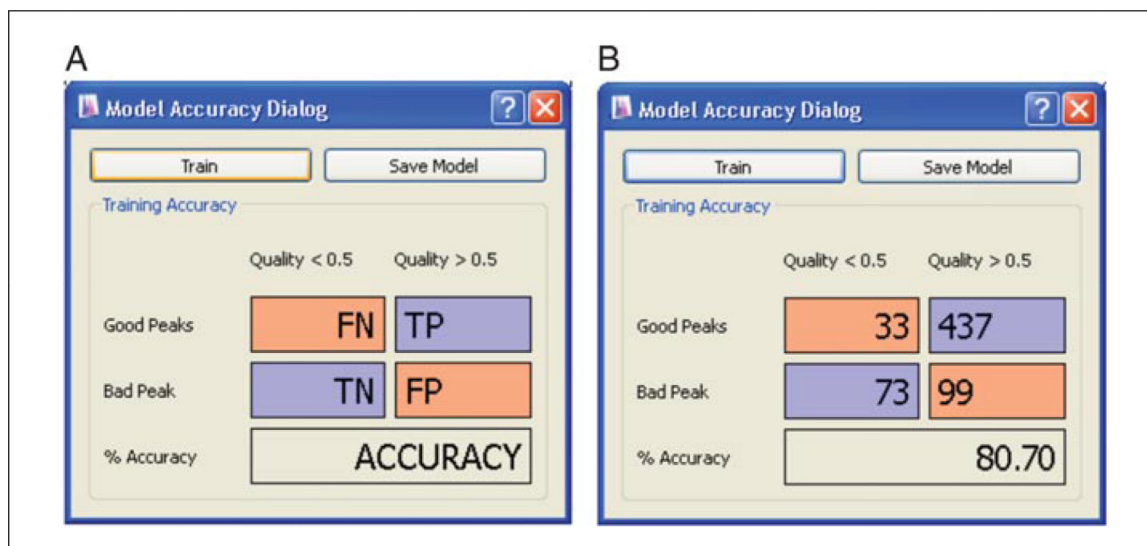 A
Model Accuracy Dialog
?
Train
Save Model
Training Accuracy
Quality < 0.5 Quality > 0.5
Good Peaks FN TP
Bad Peak TN FP
% Accuracy ACCURACY
B
Model Accuracy Dialog
?
Train
Save Model
Training Accuracy
Quality < 0.5 Quality > 0.5
Good Peaks 33 437
Bad Peak 73 99
% Accuracy 80.70